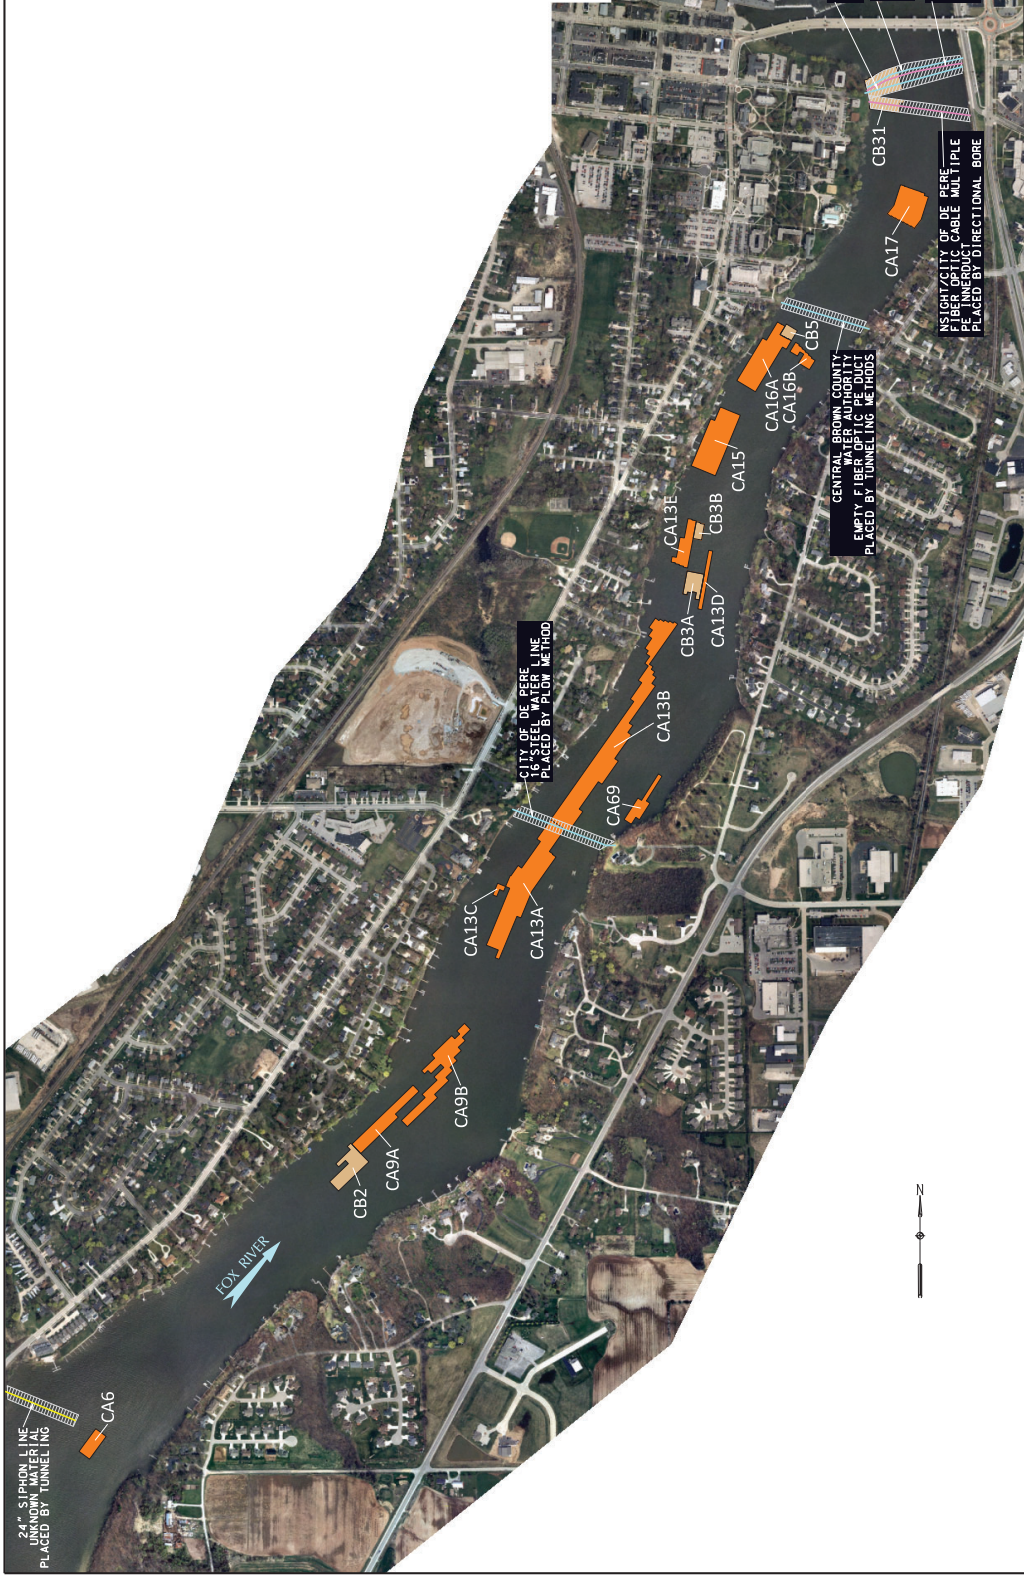 NSIGHT/CITY OF DE PERE
FIBER OPTIC CABLE MULTIPLE
PE INNERDUCT
PLACED BY DIRECTIONAL BORE
CB31
CA17
CENTRAL BROWN COUNTY
WATER AUTHORITY
EMPTY FIBER OPTIC PE DUCT
PLACED BY TUNNELING METHODS
CB5
CA16A
CA16B
CA15
CA13E
CB3B
CB3A
CA13D
CITY OF DE PERE
16"STEEL WATER LINE
PLACED BY PLOW METHOD
CA13B
CA69
CA13C
CA13A
CA9B
CA9A
CB2
FOX RIVER
N
CA6
24" SIPHON LINE
UNKNOWN MATERIAL
PLACED BY TUNNELING